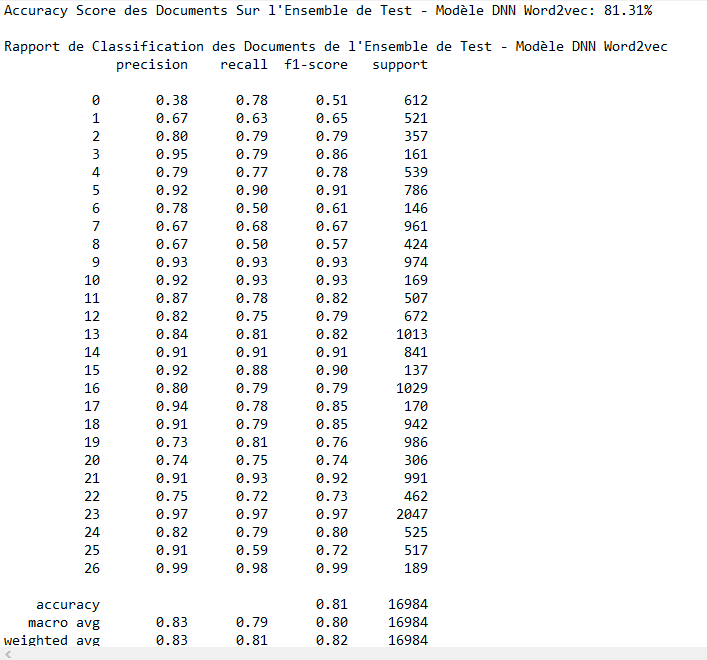 Accuracy Score des Documents Sur l'Ensemble de Test - Modèle DNN Word2vec: 81.31%
Rapport de Classification des Documents de l'Ensemble de Test - Modèle DNN Word2vec
precision recall f1-score support
0 0.38 0.78 0.51 612
1 0.67 0.63 0.65 521
2 0.80 0.79 0.79 357
3 0.95 0.79 0.86 161
4 0.79 0.77 0.78 539
5 0.92 0.90 0.91 786
6 0.78 0.50 0.61 146
7 0.67 0.68 0.67 961
8 0.67 0.50 0.57 424
9 0.93 0.93 0.93 974
10 0.92 0.93 0.93 169
11 0.87 0.78 0.82 507
12 0.82 0.75 0.79 672
13 0.84 0.81 0.82 1013
14 0.91 0.91 0.91 841
15 0.92 0.88 0.90 137
16 0.80 0.79 0.79 1029
17 0.94 0.78 0.85 170
18 0.91 0.79 0.85 942
19 0.73 0.81 0.76 986
20 0.74 0.75 0.74 306
21 0.91 0.93 0.92 991
22 0.75 0.72 0.73 462
23 0.97 0.97 0.97 2047
24 0.82 0.79 0.80 525
25 0.91 0.59 0.72 517
26 0.99 0.98 0.99 189
accuracy 0.81 16984
macro avg 0.83 0.79 0.80 16984
weighted avg 0.83 0.81 0.82 16984